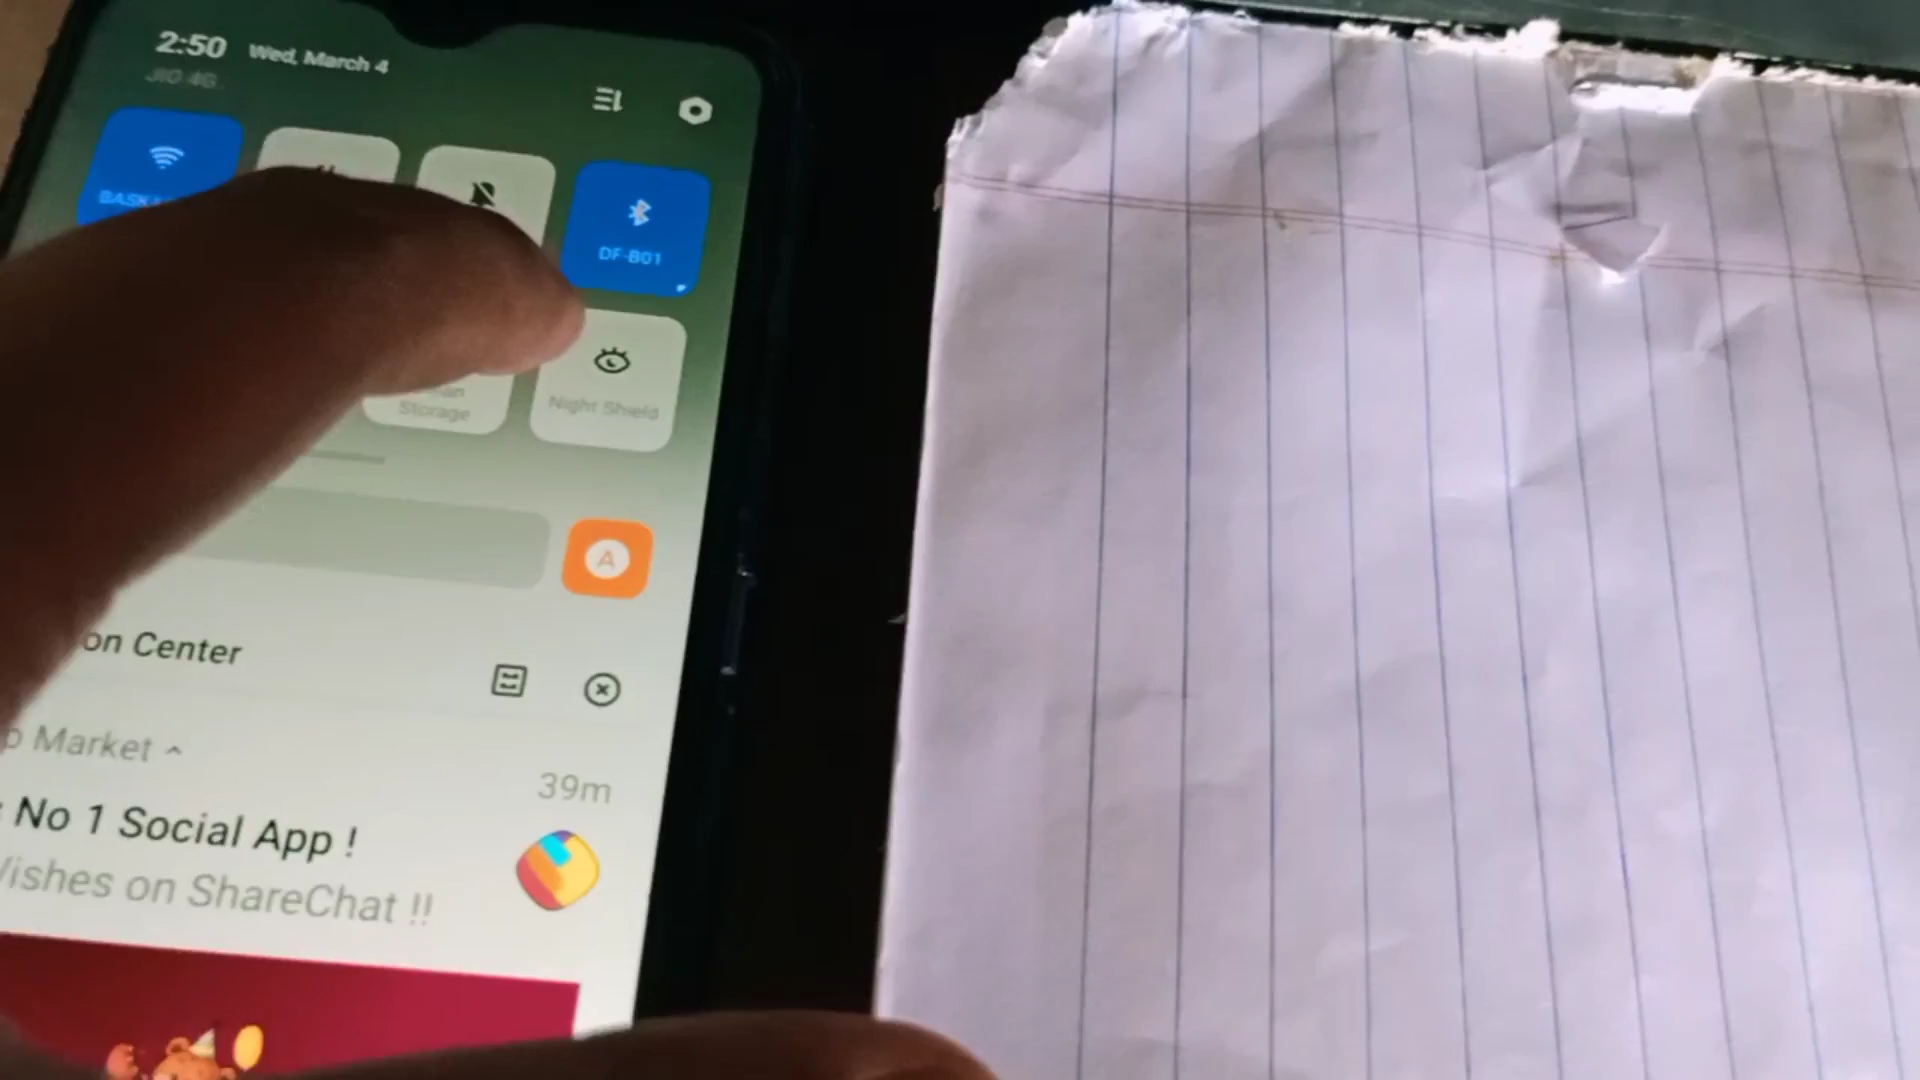 2:50 Wed, March 4
JIO 4G
DF-B01
Storage
Night Shield
A
on Center
Market
39m
No 1 Social App !
ishes on ShareChat !!